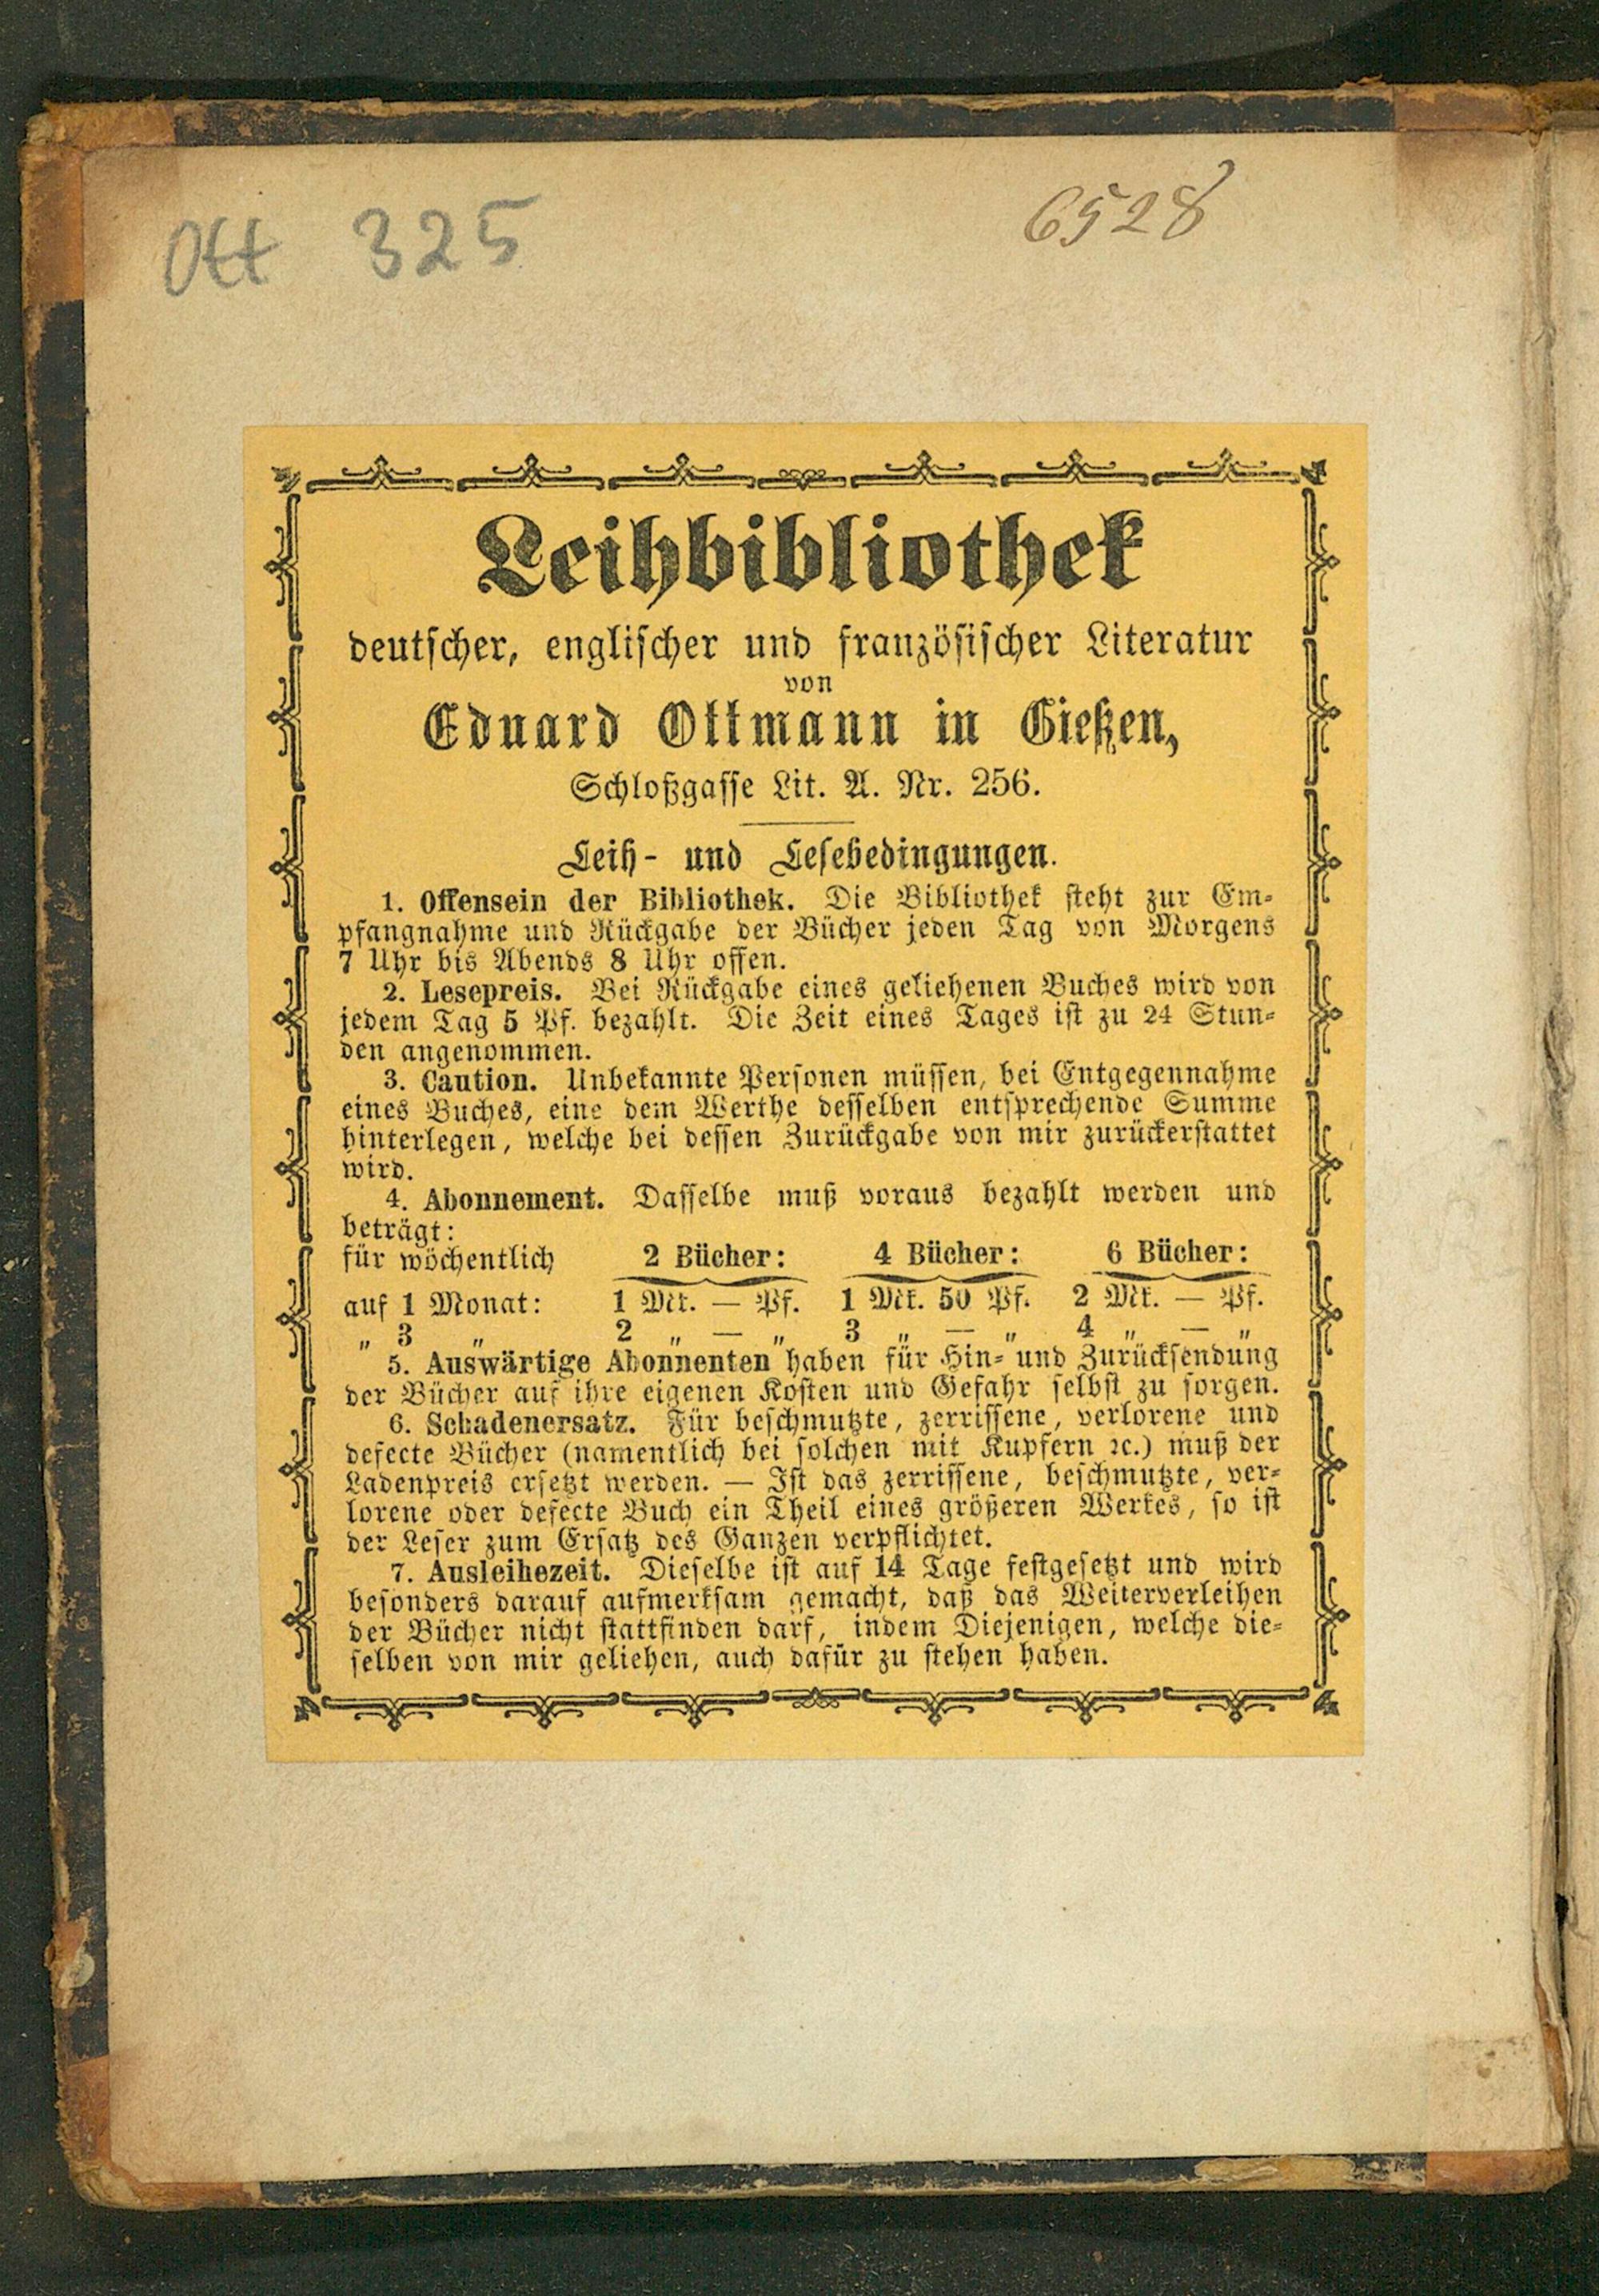 Ott 325
6528
Leihbibliothek
deutscher, englischer und französischer Literatur
von
Eduard Ottmann in Gießen,
Schloßgasse Lit. A. Nr. 256.
Leih- und Lesebedingungen.
1. Offensein der Bibliothek. Die Bibliothek steht zur Em-
pfangnahme und Rückgabe der Bücher jeden Tag von Morgens
7 Uhr bis Abends 8 Uhr offen.
2. Lesepreis. Bei Rückgabe eines geliehenen Buches wird von
jedem Tag 5 Pf. bezahlt. Die Zeit eines Tages ist zu 24 Stun-
den angenommen.
3. Caution. Unbekannte Personen müssen, bei Entgegennahme
eines Buches, eine dem Werthe desselben entsprechende Summe
hinterlegen, welche bei dessen Zurückgabe von mir zurückerstattet
wird.
4. Abonnement. Dasselbe muß voraus bezahlt werden und
beträgt:
für wöchentlich 2 Bücher: 4 Bücher: 6 Bücher:
auf 1 Monat: 1 Mk. — Pf. 1 Mk. 50 Pf. 2 Mk. — Pf.
„ 3 „ 2 „ — „ 3 „ — „ 4 „ — „
5. Auswärtige Abonnenten haben für Hin- und Zurücksendung
der Bücher auf ihre eigenen Kosten und Gefahr selbst zu sorgen.
6. Schadenersatz. Für beschmutzte, zerrissene, verlorene und
defecte Bücher (namentlich bei solchen mit Kupfern ꝛc.) muß der
Ladenpreis ersetzt werden. — Ist das zerrissene, beschmutzte, ver-
lorene oder defecte Buch ein Theil eines größeren Werkes, so ist
der Leser zum Ersatz des Ganzen verpflichtet.
7. Ausleihezeit. Dieselbe ist auf 14 Tage festgesetzt und wird
besonders darauf aufmerksam gemacht, daß das Weiterverleihen
der Bücher nicht stattfinden darf, indem Diejenigen, welche die-
selben von mir geliehen, auch dafür zu stehen haben.